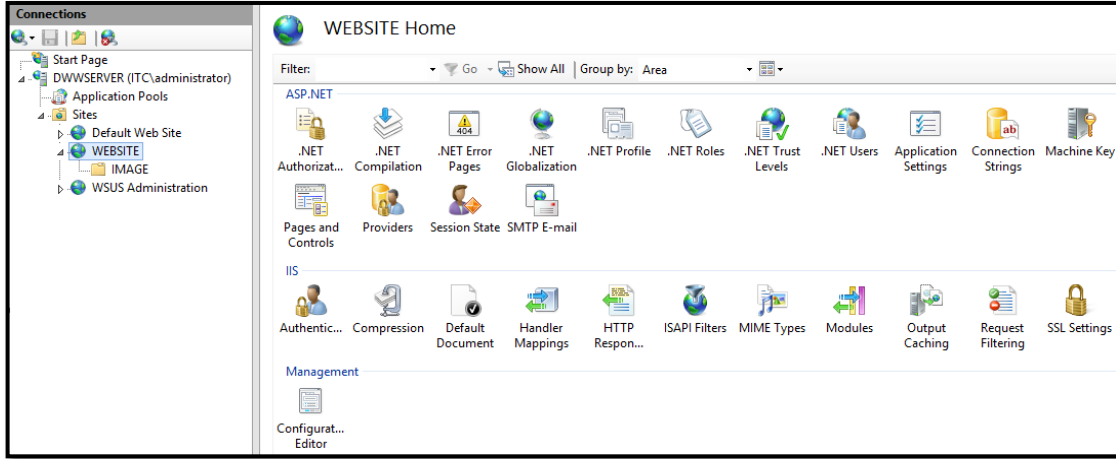 Connections
Start Page
DWWSERVER (ITC\administrator)
Application Pools
Sites
Default Web Site
WEBSITE
IMAGE
WSUS Administration
WEBSITE Home
Filter: Go Show All Group by: Area
ASP.NET
404
ab
.NET .NET .NET Error .NET .NET Profile .NET Roles .NET Trust .NET Users Application Connection Machine Key
Authorizat... Compilation Pages Globalization Levels Settings Strings
Pages and Providers Session State SMTP E-mail
Controls
IIS
Authentic... Compression Default Handler HTTP ISAPI Filters MIME Types Modules Output Request SSL Settings
Document Mappings Respon... Caching Filtering
Management
Configurat...
Editor